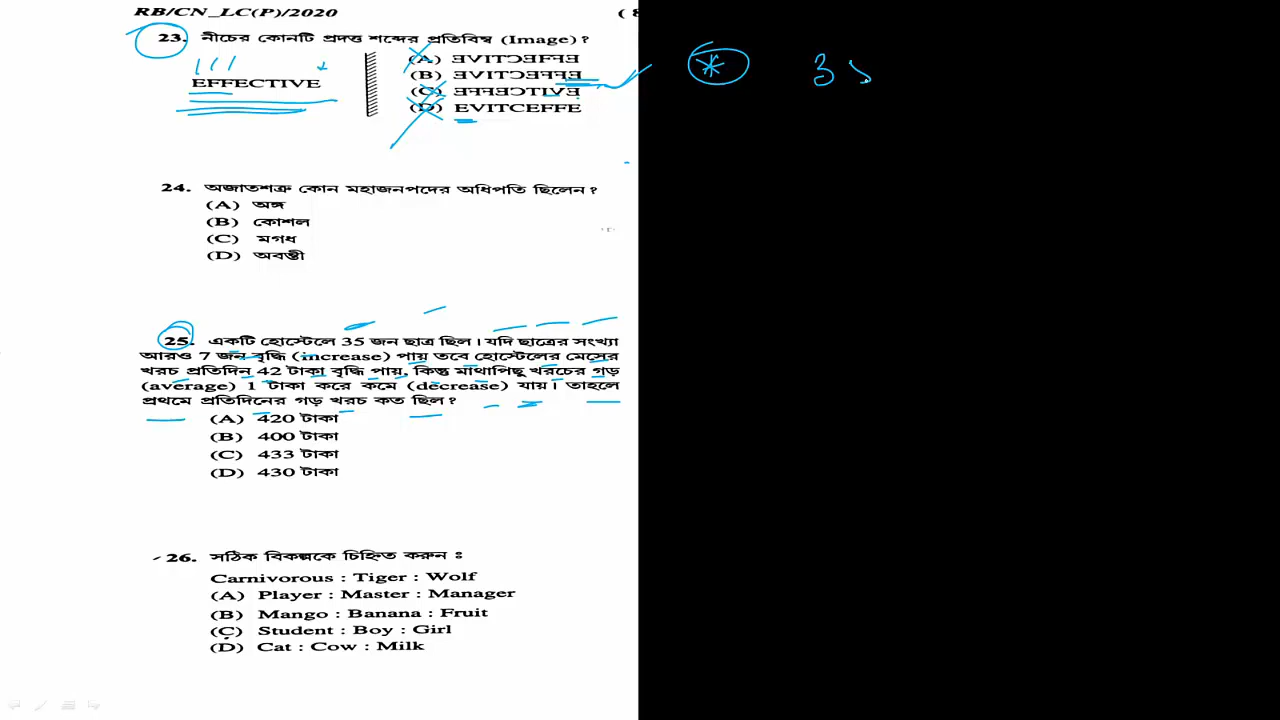 RB/CN_LC(P)/2020
( 8
23. নীচের কোনটি প্রদত্ত শব্দের প্রতিবিম্ব (Image) ?
EFFECTIVE
(A)
(B)
(C)
(D) EVITCEFFE
* 3
24. অজাতশত্রু কোন মহাজনপদের অধিপতি ছিলেন ?
(A) অঙ্গ
(B) কোশল
(C) মগধ
(D) অবন্তী
25. একটি হোস্টেলে 35 জন ছাত্র ছিল। যদি ছাত্রের সংখ্যা
আরও 7 জন বৃদ্ধি (increase) পায় তবে হোস্টেলের মেসের
খরচ প্রতিদিন 42 টাকা বৃদ্ধি পায়, কিন্তু মাথাপিছু খরচের গড়
(average) 1 টাকা করে কমে (decrease) যায়। তাহলে
প্রথমে প্রতিদিনের গড় খরচ কত ছিল ?
(A) 420 টাকা
(B) 400 টাকা
(C) 433 টাকা
(D) 430 টাকা
26. সঠিক বিকল্পকে চিহ্নিত করুন ঃ
Carnivorous : Tiger : Wolf
(A) Player : Master : Manager
(B) Mango : Banana : Fruit
(C) Student : Boy : Girl
(D) Cat : Cow : Milk